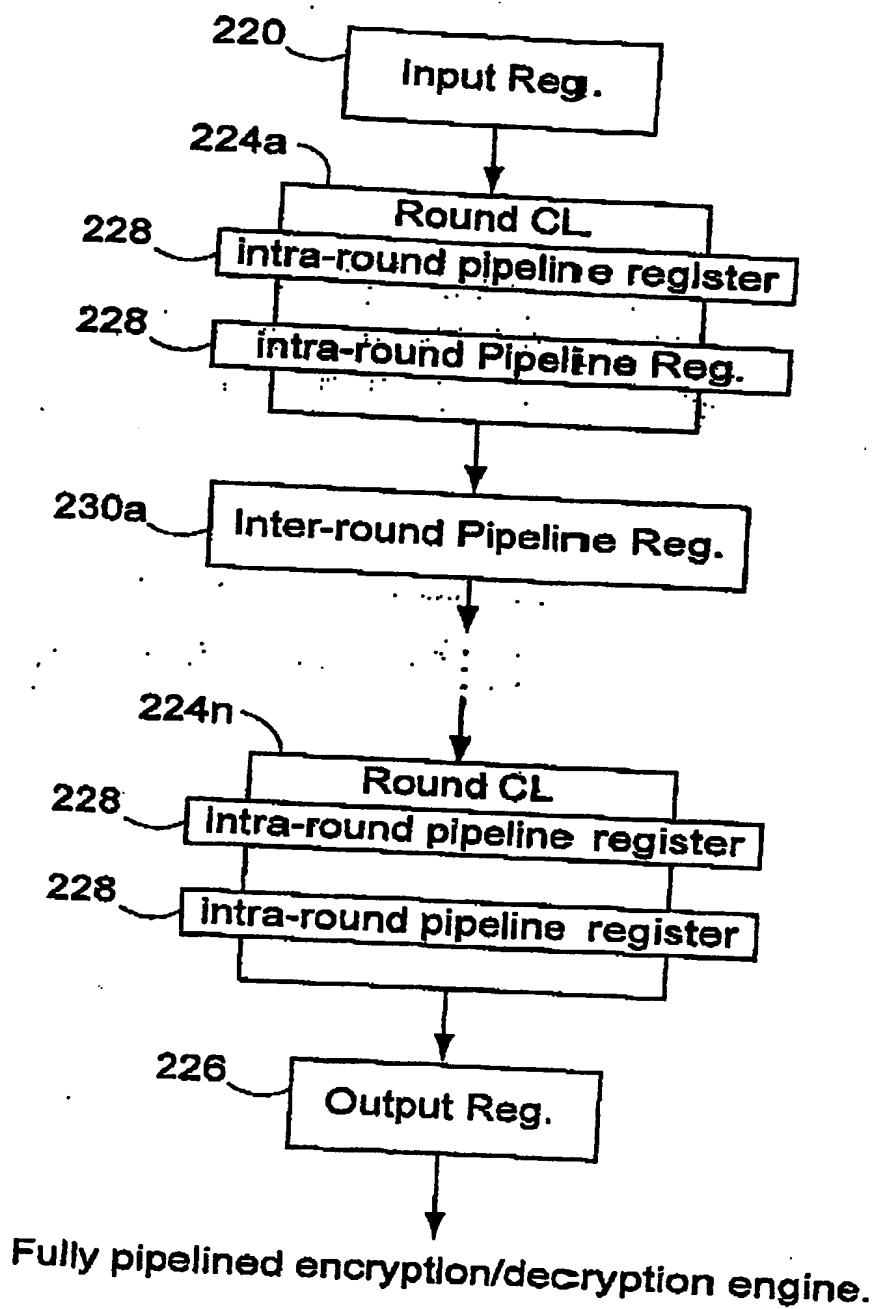 220
Input Reg.
224a
Round CL
228
intra-round pipeline register
228
intra-round Pipeline Reg.
230a
Inter-round Pipeline Reg.
224n
Round CL
228
intra-round pipeline register
228
intra-round pipeline register
226
Output Reg.
Fully pipelined encryption/decryption engine.